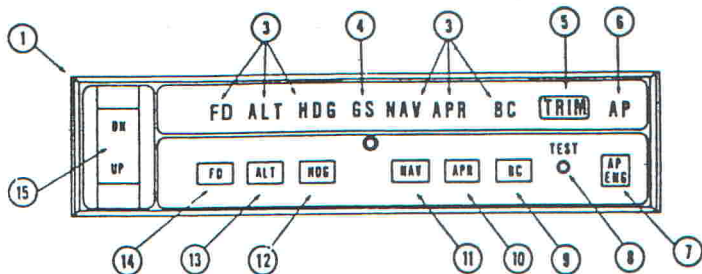 3 4 3 5 6
1
FD ALT HDG GS NAV APR BC TRIM AP
DN
UP
TEST
FD ALT HDG NAV APR BC AP ENG
15
14 13 12 11 10 9 8 7